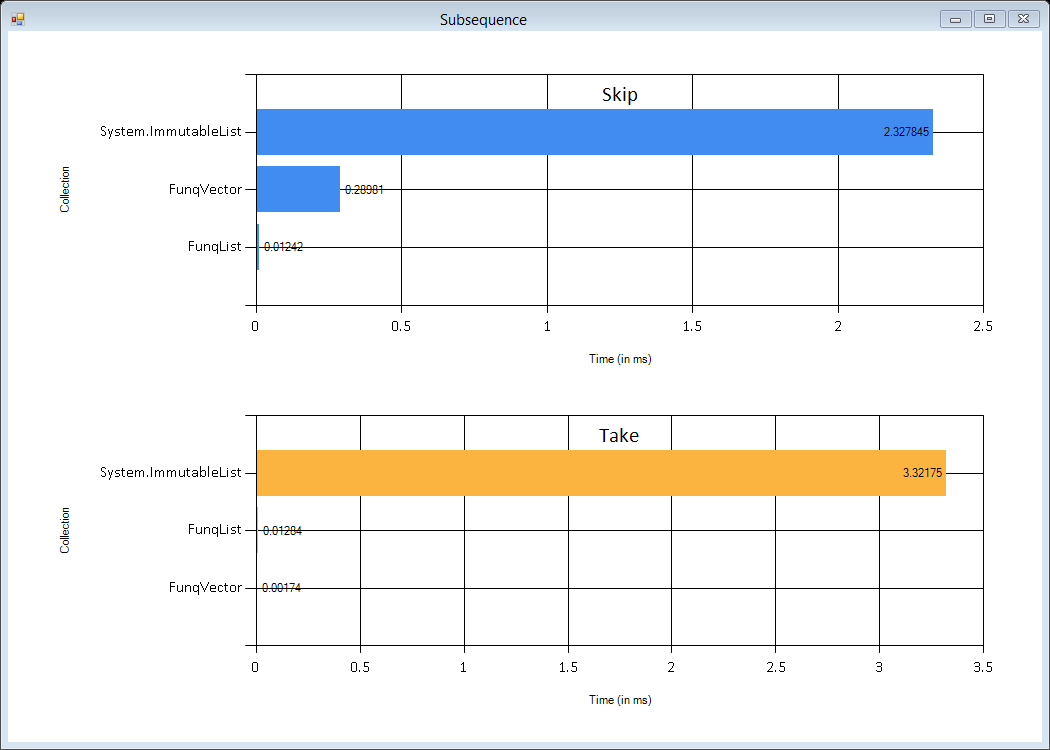 Subsequence
Skip
System.ImmutableList
2.327845
FunqVector
0.28981
FunqList
0.01242
Collection
0 0.5 1 1.5 2 2.5
Time (in ms)
Take
System.ImmutableList
3.32175
FunqList
0.01284
FunqVector
0.00174
Collection
0 0.5 1 1.5 2 2.5 3 3.5
Time (in ms)